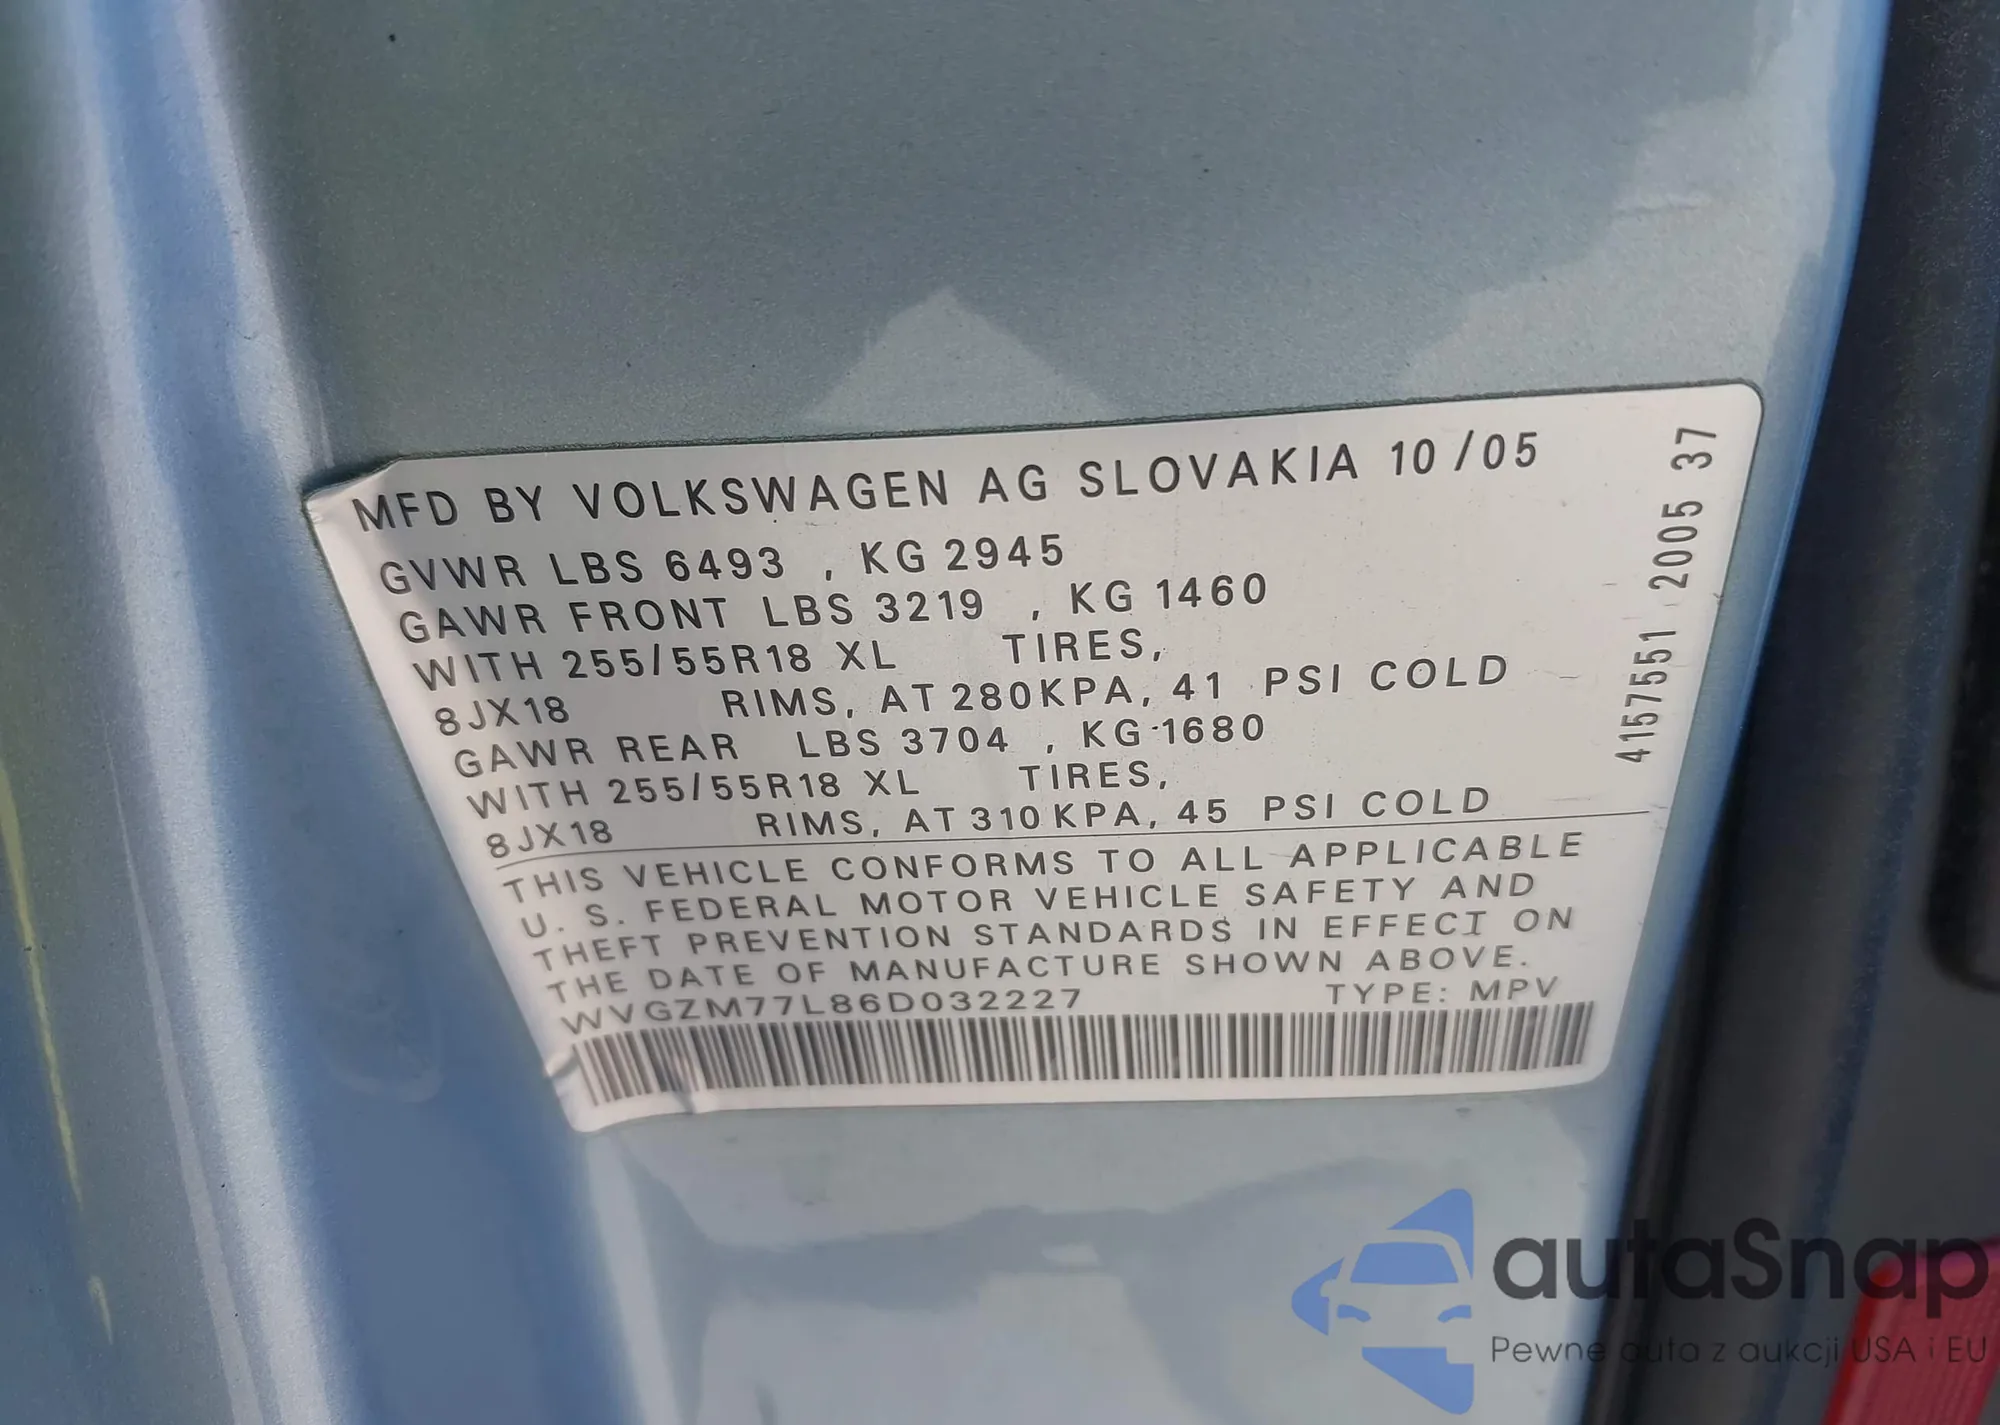 MFD BY VOLKSWAGEN AG SLOVAKIA 10/05
GVWR LBS 6493 , KG 2945
GAWR FRONT LBS 3219 , KG 1460
WITH 255/55R18 XL TIRES,
8JX18 RIMS, AT 280KPA, 41 PSI COLD
GAWR REAR LBS 3704 , KG 1680
WITH 255/55R18 XL TIRES,
8JX18 RIMS, AT 310KPA, 45 PSI COLD
THIS VEHICLE CONFORMS TO ALL APPLICABLE
U. S. FEDERAL MOTOR VEHICLE SAFETY AND
THEFT PREVENTION STANDARDS IN EFFECT ON
THE DATE OF MANUFACTURE SHOWN ABOVE.
WVGZM77L86D032227 TYPE: MPV
4157551 2005 37
autaSnap
Pewne auta z aukcji USA i EU